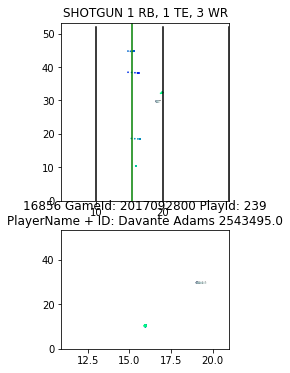 SHOTGUN 1 RB, 1 TE, 3 WR
50
40
30
20
10
0
10 20
16856 GameId: 2017092800 PlayId: 239
PlayerName + ID: Davante Adams 2543495.0
40
20
0
12.5 15.0 17.5 20.0